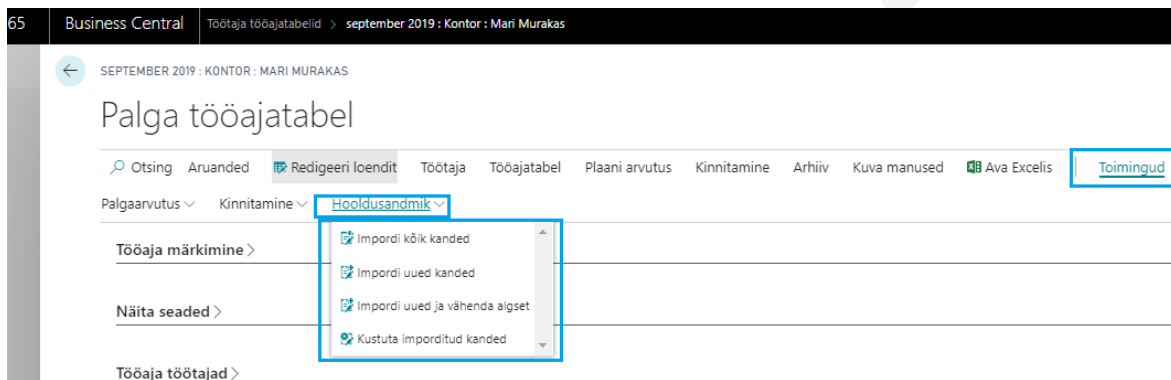 65 Business Central Töötaja tööajatabelid > september 2019 : Kontor : Mari Murakas
SEPTEMBER 2019 : KONTOR : MARI MURAKAS
Palga tööajatabel
Otsing Aruanded Redigeeri loendit Töötaja Tööajatabel Plaani arvutus Kinnitamine Arhiiv Kuva manused Ava Excelis Toimingud
Palgaarvutus Kinnitamine Hooldusandmik
Impordi kõik kanded
Tööaja märkimine >
Impordi uued kanded
Impordi uued ja vähenda algset
Näita seaded >
Kustuta imporditud kanded
Tööaja töötajad >